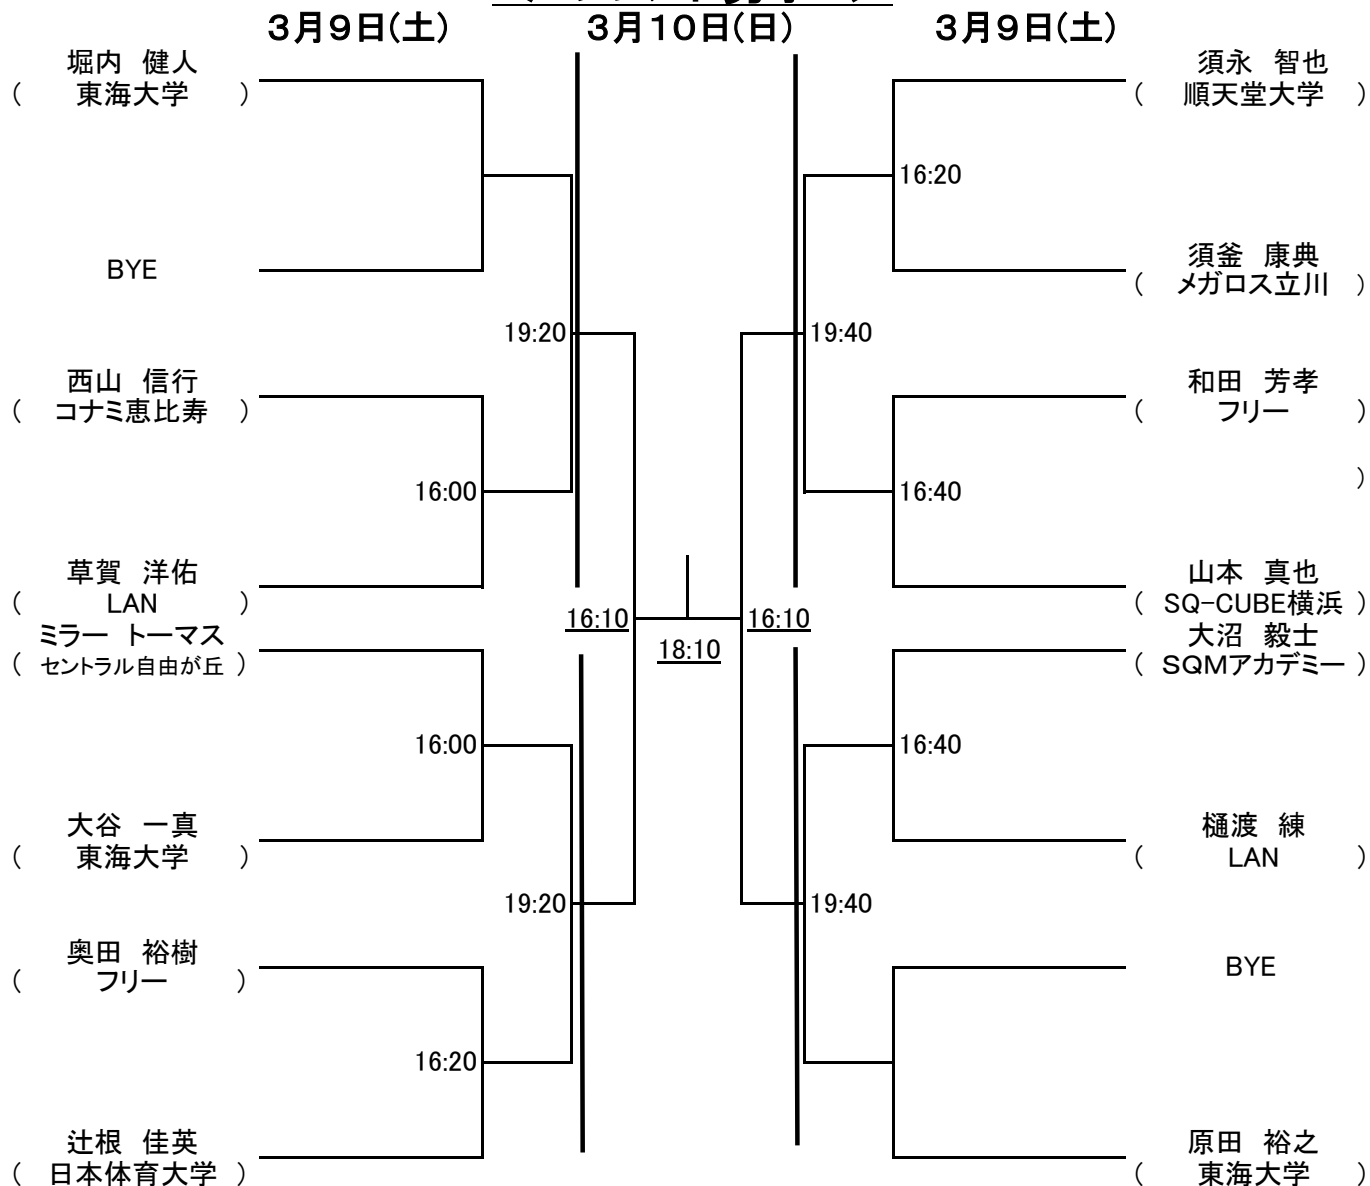 3月9日(土)
3月10日(日)
3月9日(土)
堀内 健人
( 東海大学 )
BYE
19:20
西山 信行
( コナミ恵比寿 )
16:00
草賀 洋佑
( LAN )
16:10
ミラー トーマス
( セントラル自由が丘 )
16:00
大谷 一真
( 東海大学 )
19:20
奥田 裕樹
( フリー )
16:20
辻根 佳英
( 日本体育大学 )
18:10
須永 智也
( 順天堂大学 )
16:20
須釜 康典
( メガロス立川 )
19:40
和田 芳孝
( フリー )
)
16:40
山本 真也
( SQ-CUBE横浜 )
16:10
大沼 毅士
( SQMアカデミー )
16:40
樋渡 練
( LAN )
19:40
BYE
原田 裕之
( 東海大学 )